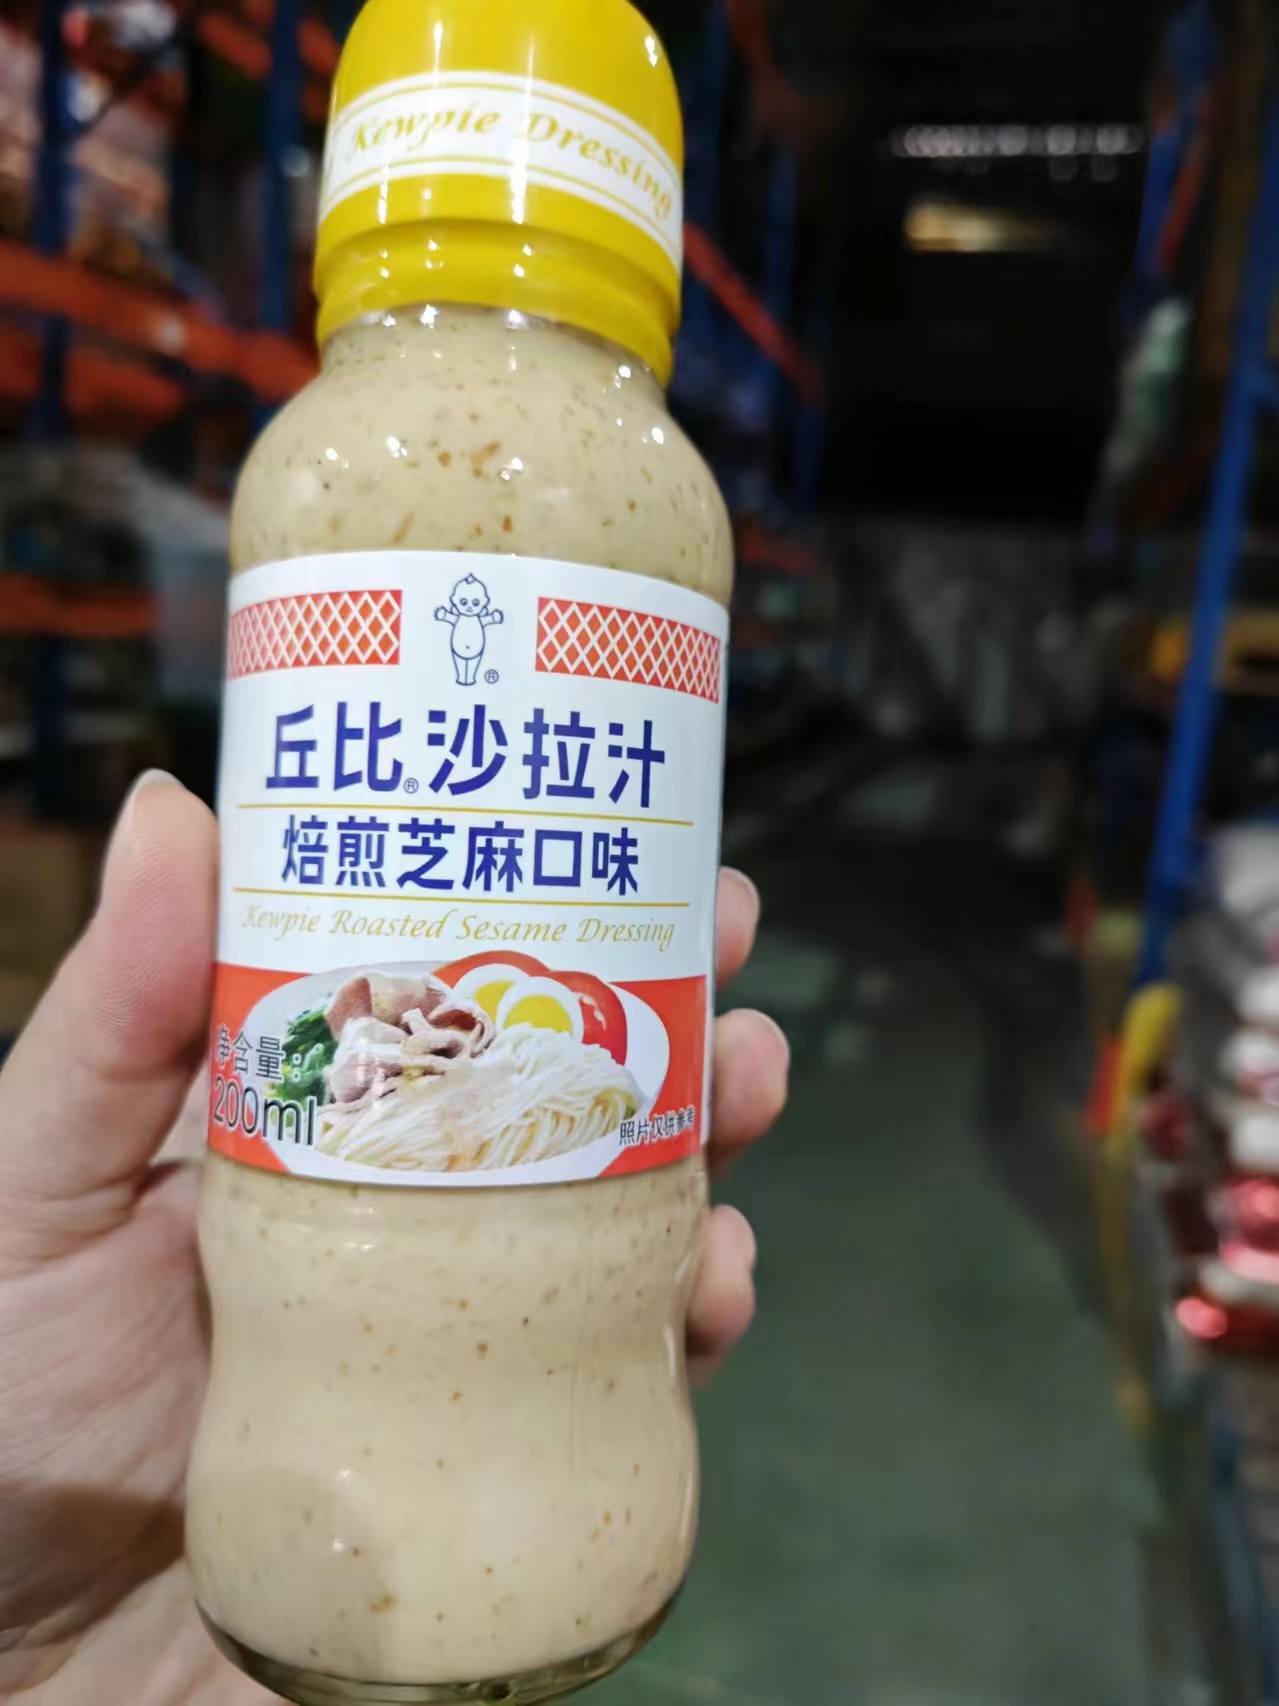 Kewpie Dressing
®
丘比®沙拉汁
焙煎芝麻口味
Kewpie Roasted Sesame Dressing
净含量:
200ml
照片仅供参考